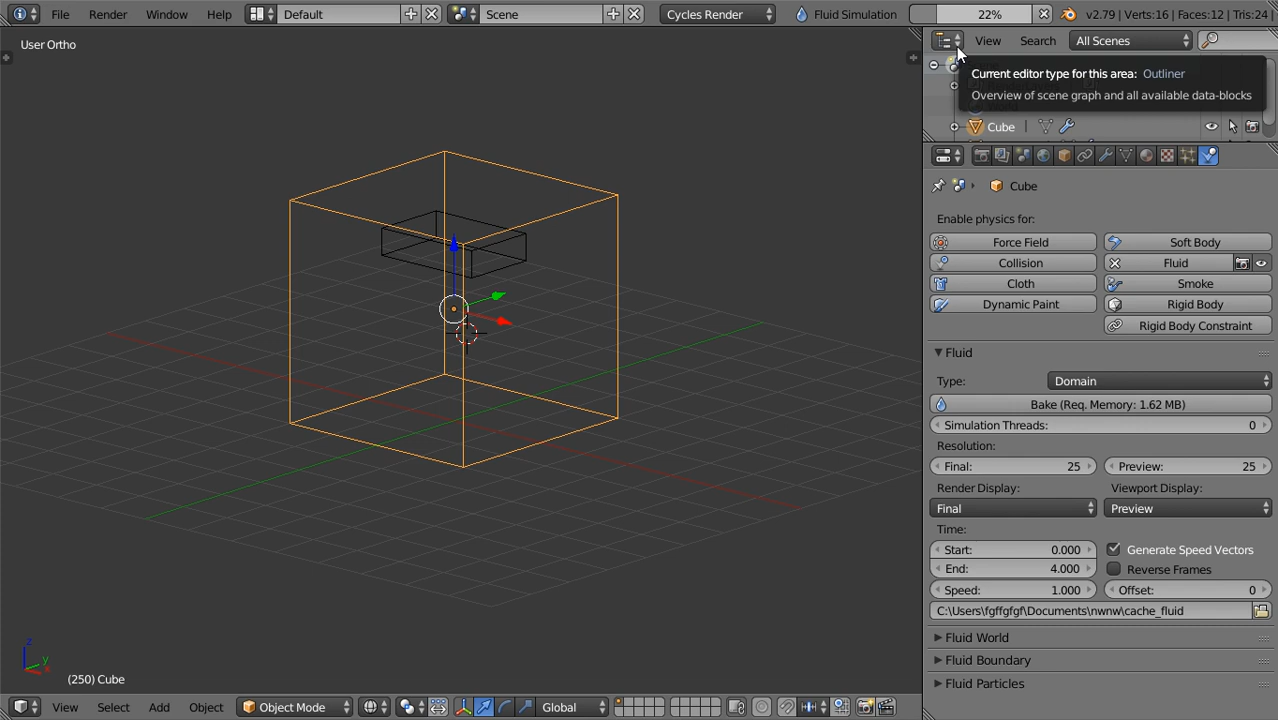 File Render Window Help Default Scene Cycles Render Fluid Simulation 22% v2.79 | Verts:16 | Faces:12 | Tris:24
User Ortho
View Search All Scenes
Current editor type for this area: Outliner
Overview of scene graph and all available data-blocks
Cube
Cube
Enable physics for:
Force Field Soft Body
Collision Fluid
Cloth Smoke
Dynamic Paint Rigid Body
Rigid Body Constraint
Fluid
Type: Domain
Bake (Req. Memory: 1.62 MB)
Simulation Threads: 0
Resolution:
Final: 25 Preview: 25
Render Display: Viewport Display:
Final Preview
Time:
Start: 0.000 Generate Speed Vectors
End: 4.000 Reverse Frames
Speed: 1.000 Offset: 0
C:\Users\fgffgfgf\Documents\nwnw\cache_fluid
Fluid World
Fluid Boundary
Fluid Particles
z
y
x
(250) Cube
View Select Add Object Object Mode Global